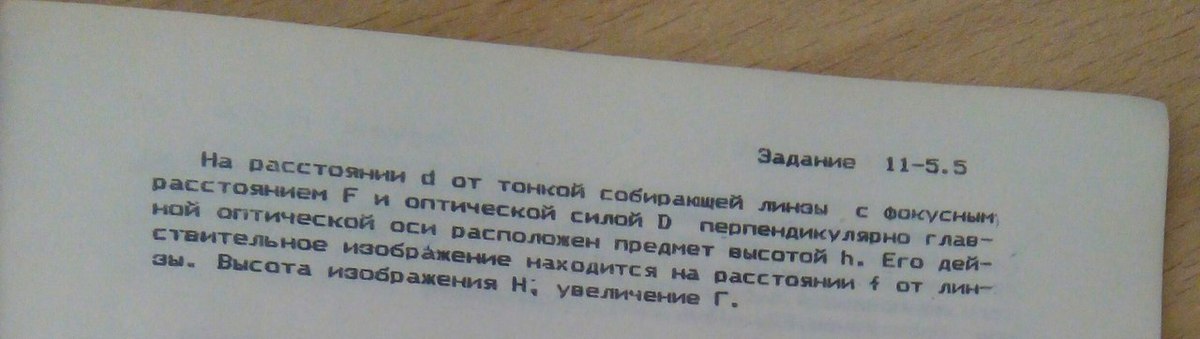 Задание 11-5.5
На расстоянии d от тонкой собирающей линзы с фокусным
расстоянием F и оптической силой D перпендикулярно глав-
ной оптической оси расположен предмет высотой h. Его дей-
ствительное изображение находится на расстоянии f от лин-
зы. Высота изображения H; увеличение Г.